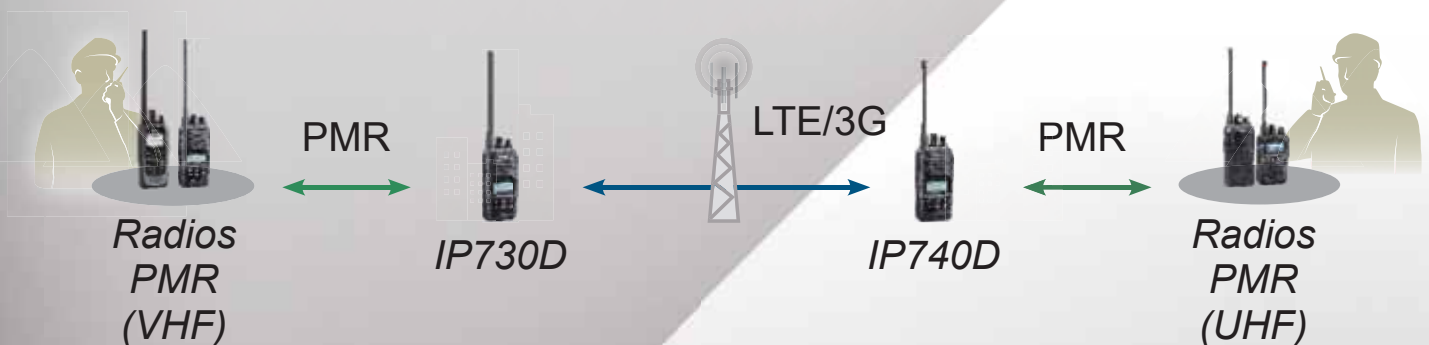 PMR
LTE/3G
PMR
Radios
PMR
(VHF)
IP730D
IP740D
Radios
PMR
(UHF)